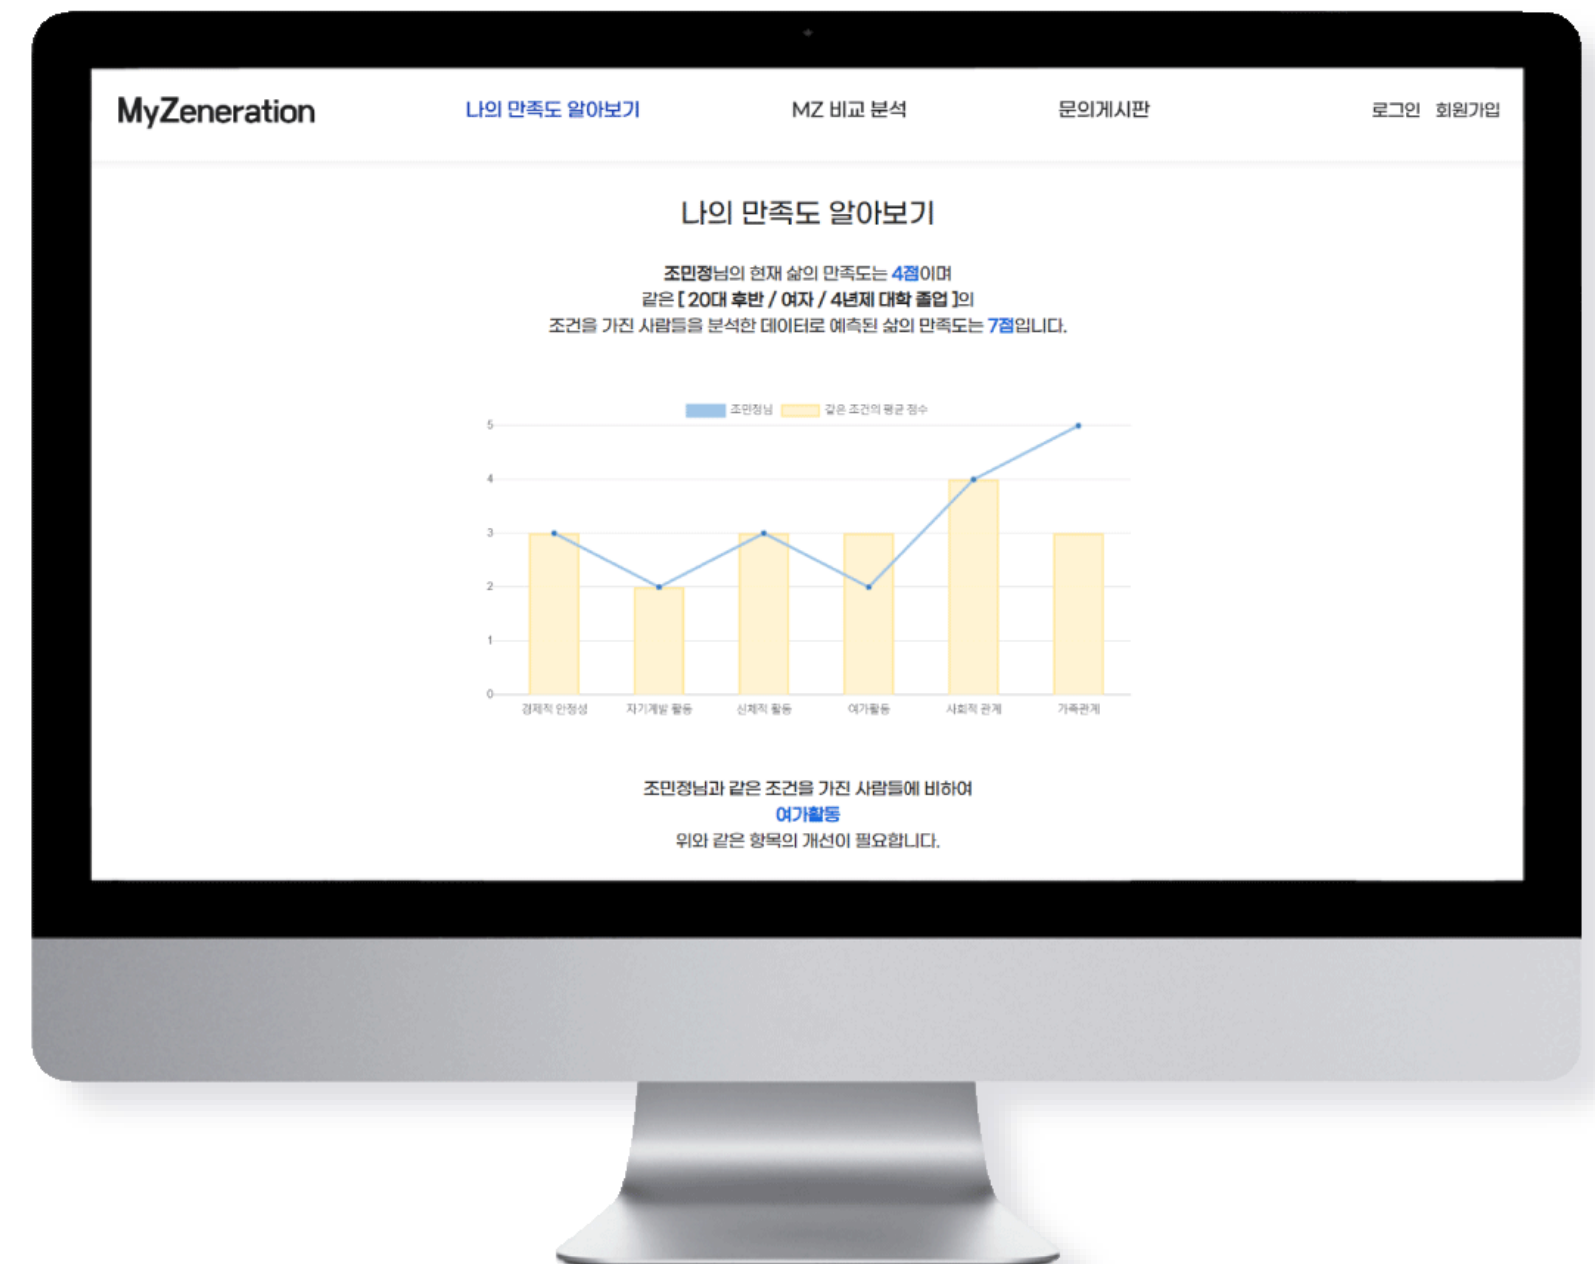 MyZeneration
나의 만족도 알아보기
MZ 비교 분석
문의게시판
로그인 회원가입
나의 만족도 알아보기
조민정님의 현재 삶의 만족도는 4점이며
같은 [ 20대 후반 / 여자 / 4년제 대학 졸업 ]의
조건을 가진 사람들을 분석한 데이터로 예측된 삶의 만족도는 7점입니다.
조민정님 같은 조건의 평균 점수
5
4
3
2
1
0
경제적 안정성 자기계발 활동 신체적 활동 여가활동 사회적 관계 가족관계
조민정님과 같은 조건을 가진 사람들에 비하여
여가활동
위와 같은 항목의 개선이 필요합니다.